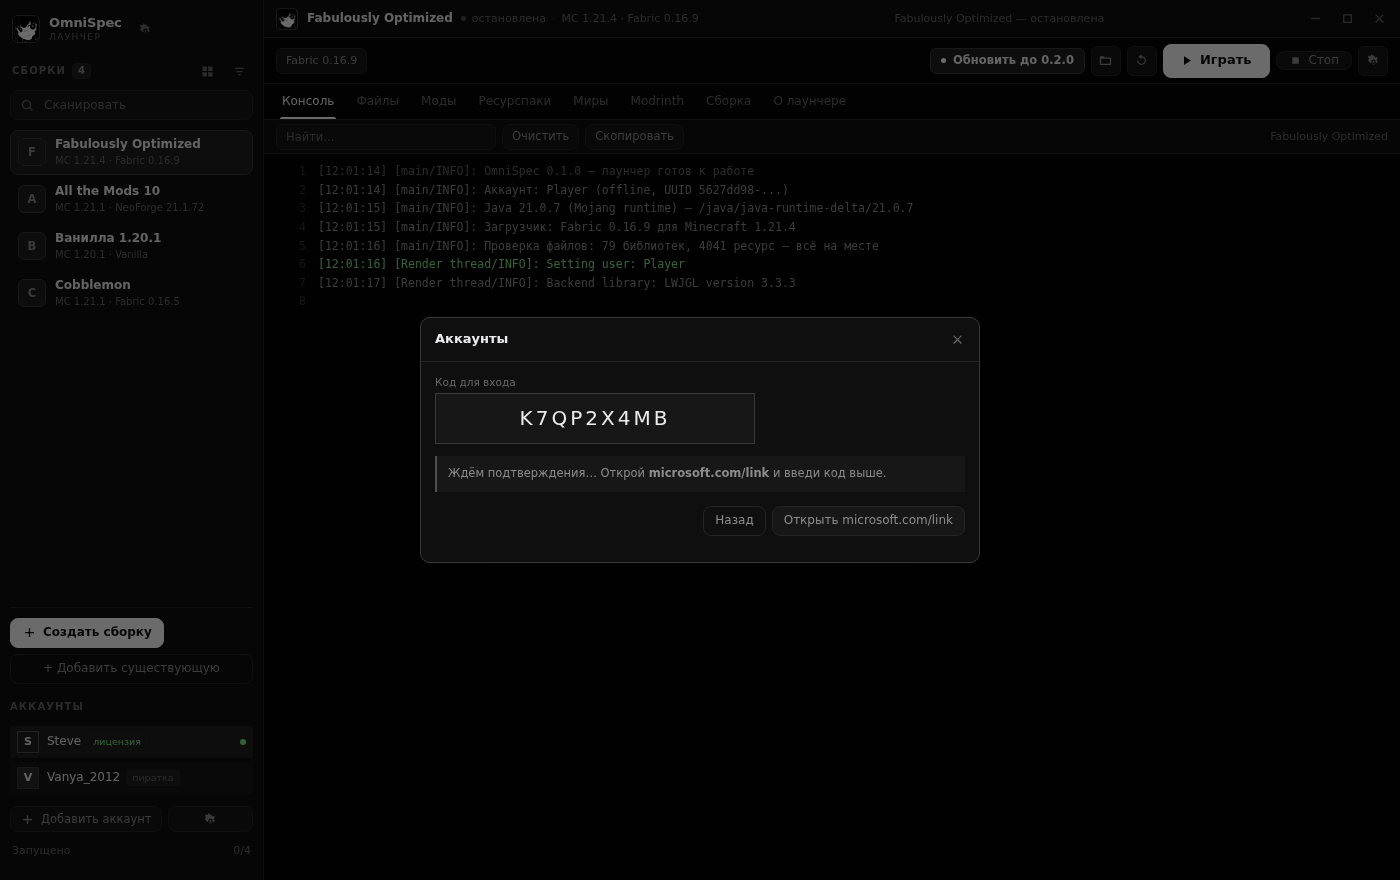 OmniSpec
ЛАУНЧЕР
СБОРКИ 4
Сканировать
F Fabulously Optimized
MC 1.21.4 · Fabric 0.16.9
A All the Mods 10
MC 1.21.1 · NeoForge 21.1.72
В Ванилла 1.20.1
MC 1.20.1 · Vanilla
C Cobblemon
MC 1.21.1 · Fabric 0.16.5
+ Создать сборку
+ Добавить существующую
АККАУНТЫ
S Steve лицензия
V Vanya_2012 пиратка
+ Добавить аккаунт
Запущено 0/4
Fabulously Optimized остановлена · MC 1.21.4 · Fabric 0.16.9
Fabulously Optimized — остановлена
Fabric 0.16.9
Обновить до 0.2.0
Играть
Стоп
Консоль Файлы Моды Ресурспаки Миры Modrinth Сборка О лаунчере
Найти... Очистить Скопировать Fabulously Optimized
1 [12:01:14] [main/INFO]: OmniSpec 0.1.0 — лаунчер готов к работе
2 [12:01:14] [main/INFO]: Аккаунт: Player (offline, UUID 5627dd98-...)
3 [12:01:15] [main/INFO]: Java 21.0.7 (Mojang runtime) — /java/java-runtime-delta/21.0.7
4 [12:01:15] [main/INFO]: Загрузчик: Fabric 0.16.9 для Minecraft 1.21.4
5 [12:01:16] [main/INFO]: Проверка файлов: 79 библиотек, 4041 ресурс — всё на месте
6 [12:01:16] [Render thread/INFO]: Setting user: Player
7 [12:01:17] [Render thread/INFO]: Backend library: LWJGL version 3.3.3
8
Аккаунты
Код для входа
K7QP2X4MB
Ждём подтверждения… Открой microsoft.com/link и введи код выше.
Назад
Открыть microsoft.com/link